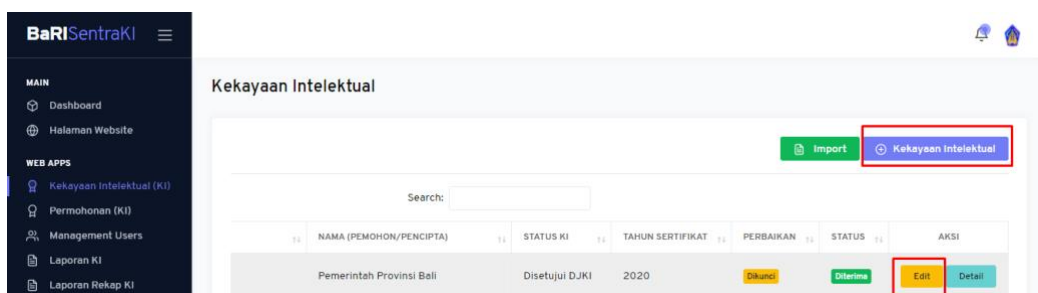 BaRISentraKI
MAIN
Dashboard
Halaman Website
WEB APPS
Kekayaan Intelektual (KI)
Permohonan (KI)
Management Users
Laporan KI
Laporan Rekap KI
Kekayaan Intelektual
Import
Kekayaan Intelektual
Search:
NAMA (PEMOHON/PENCIPTA) STATUS KI TAHUN SERTIFIKAT PERBAIKAN STATUS AKSI
Pemerintah Provinsi Bali Disetujui DJKI 2020 Dikunci Diterima Edit Detail